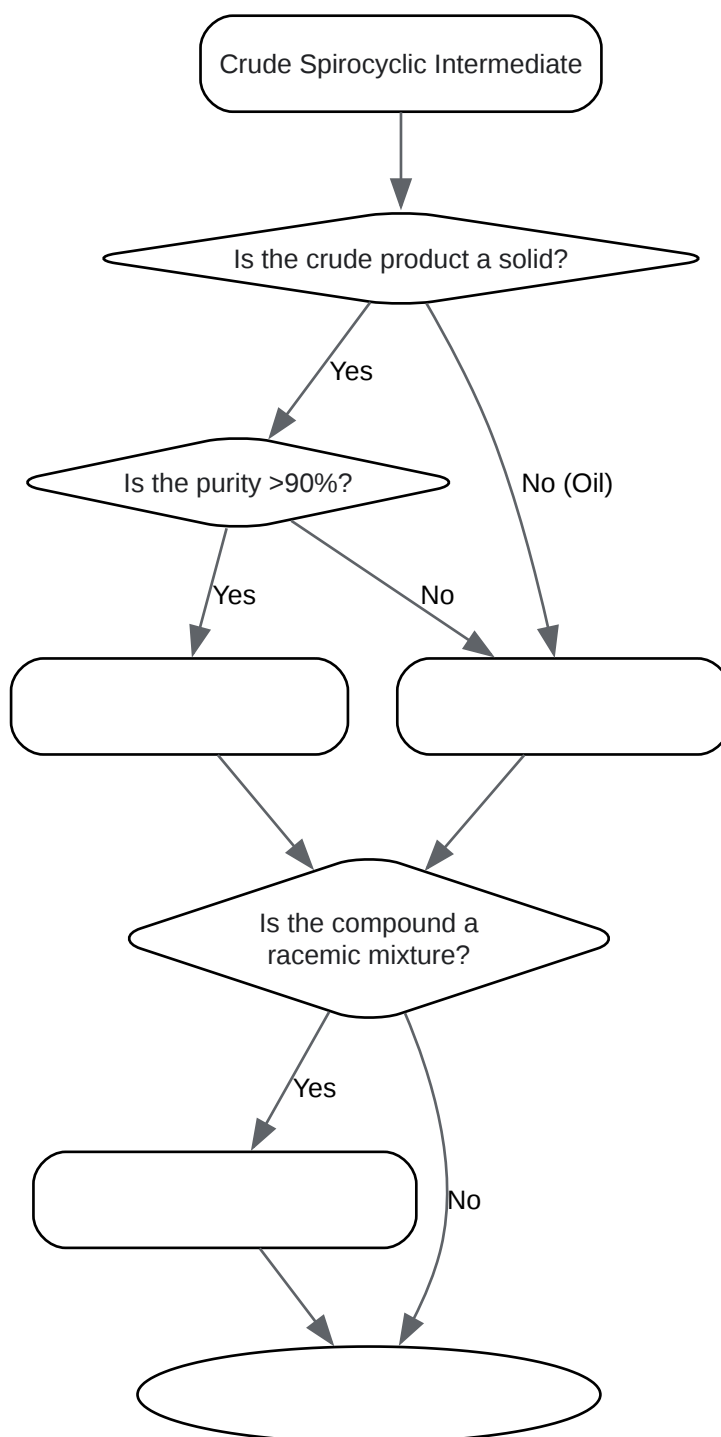 Crude Spirocyclic Intermediate
Is the crude product a solid?
Yes
Is the purity >90%?
No (Oil)
Yes
No
Is the compound a
racemic mixture?
Yes
No